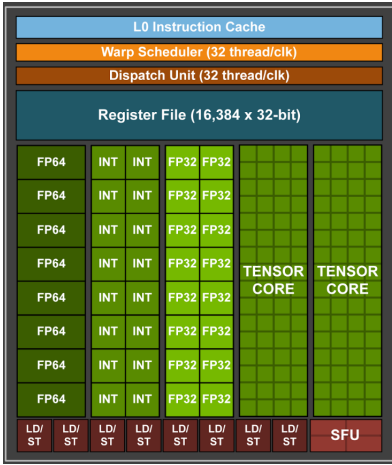 L0 Instruction Cache
Warp Scheduler (32 thread/clk)
Dispatch Unit (32 thread/clk)
Register File (16,384 x 32-bit)
FP64 INT INT FP32 FP32
FP64 INT INT FP32 FP32
FP64 INT INT FP32 FP32
FP64 INT INT FP32 FP32 TENSOR TENSOR
CORE CORE
FP64 INT INT FP32 FP32
FP64 INT INT FP32 FP32
FP64 INT INT FP32 FP32
FP64 INT INT FP32 FP32
LD/ LD/ LD/ LD/ LD/ LD/ LD/ LD/ SFU
ST ST ST ST ST ST ST ST